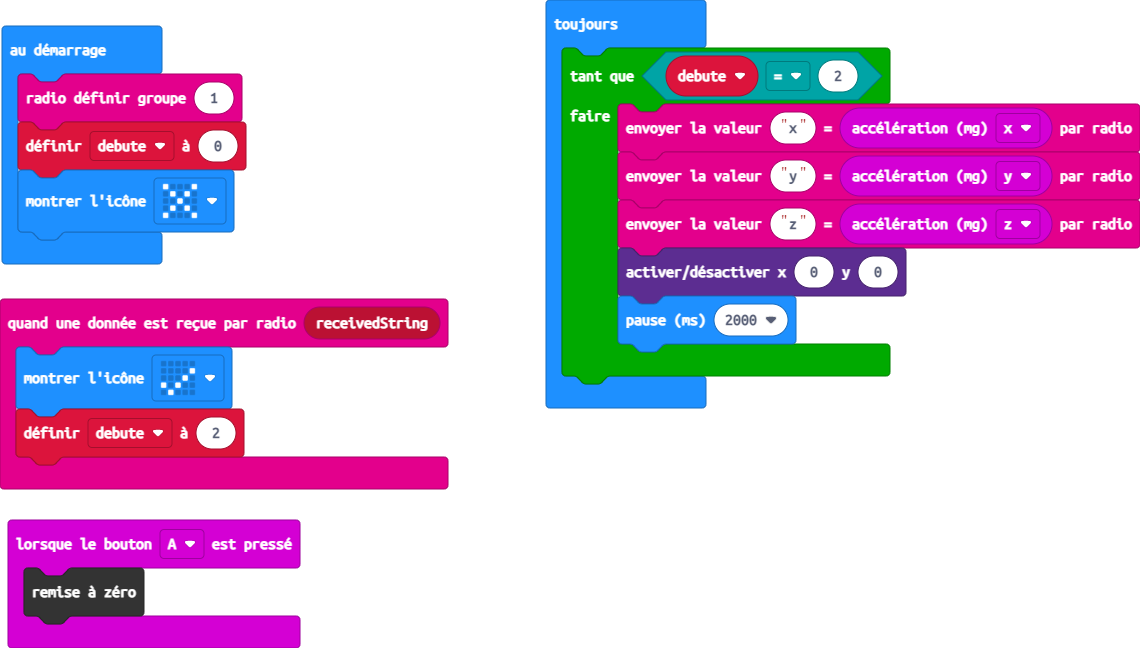 au démarrage
radio définir groupe 1
définir debute à 0
montrer l'icône
quand une donnée est reçue par radio receivedString
montrer l'icône
définir debute à 2
lorsque le bouton A est pressé
remise à zéro
toujours
tant que debute = 2
faire
envoyer la valeur "x" = accélération (mg) x par radio
envoyer la valeur "y" = accélération (mg) y par radio
envoyer la valeur "z" = accélération (mg) z par radio
activer/désactiver x 0 y 0
pause (ms) 2000